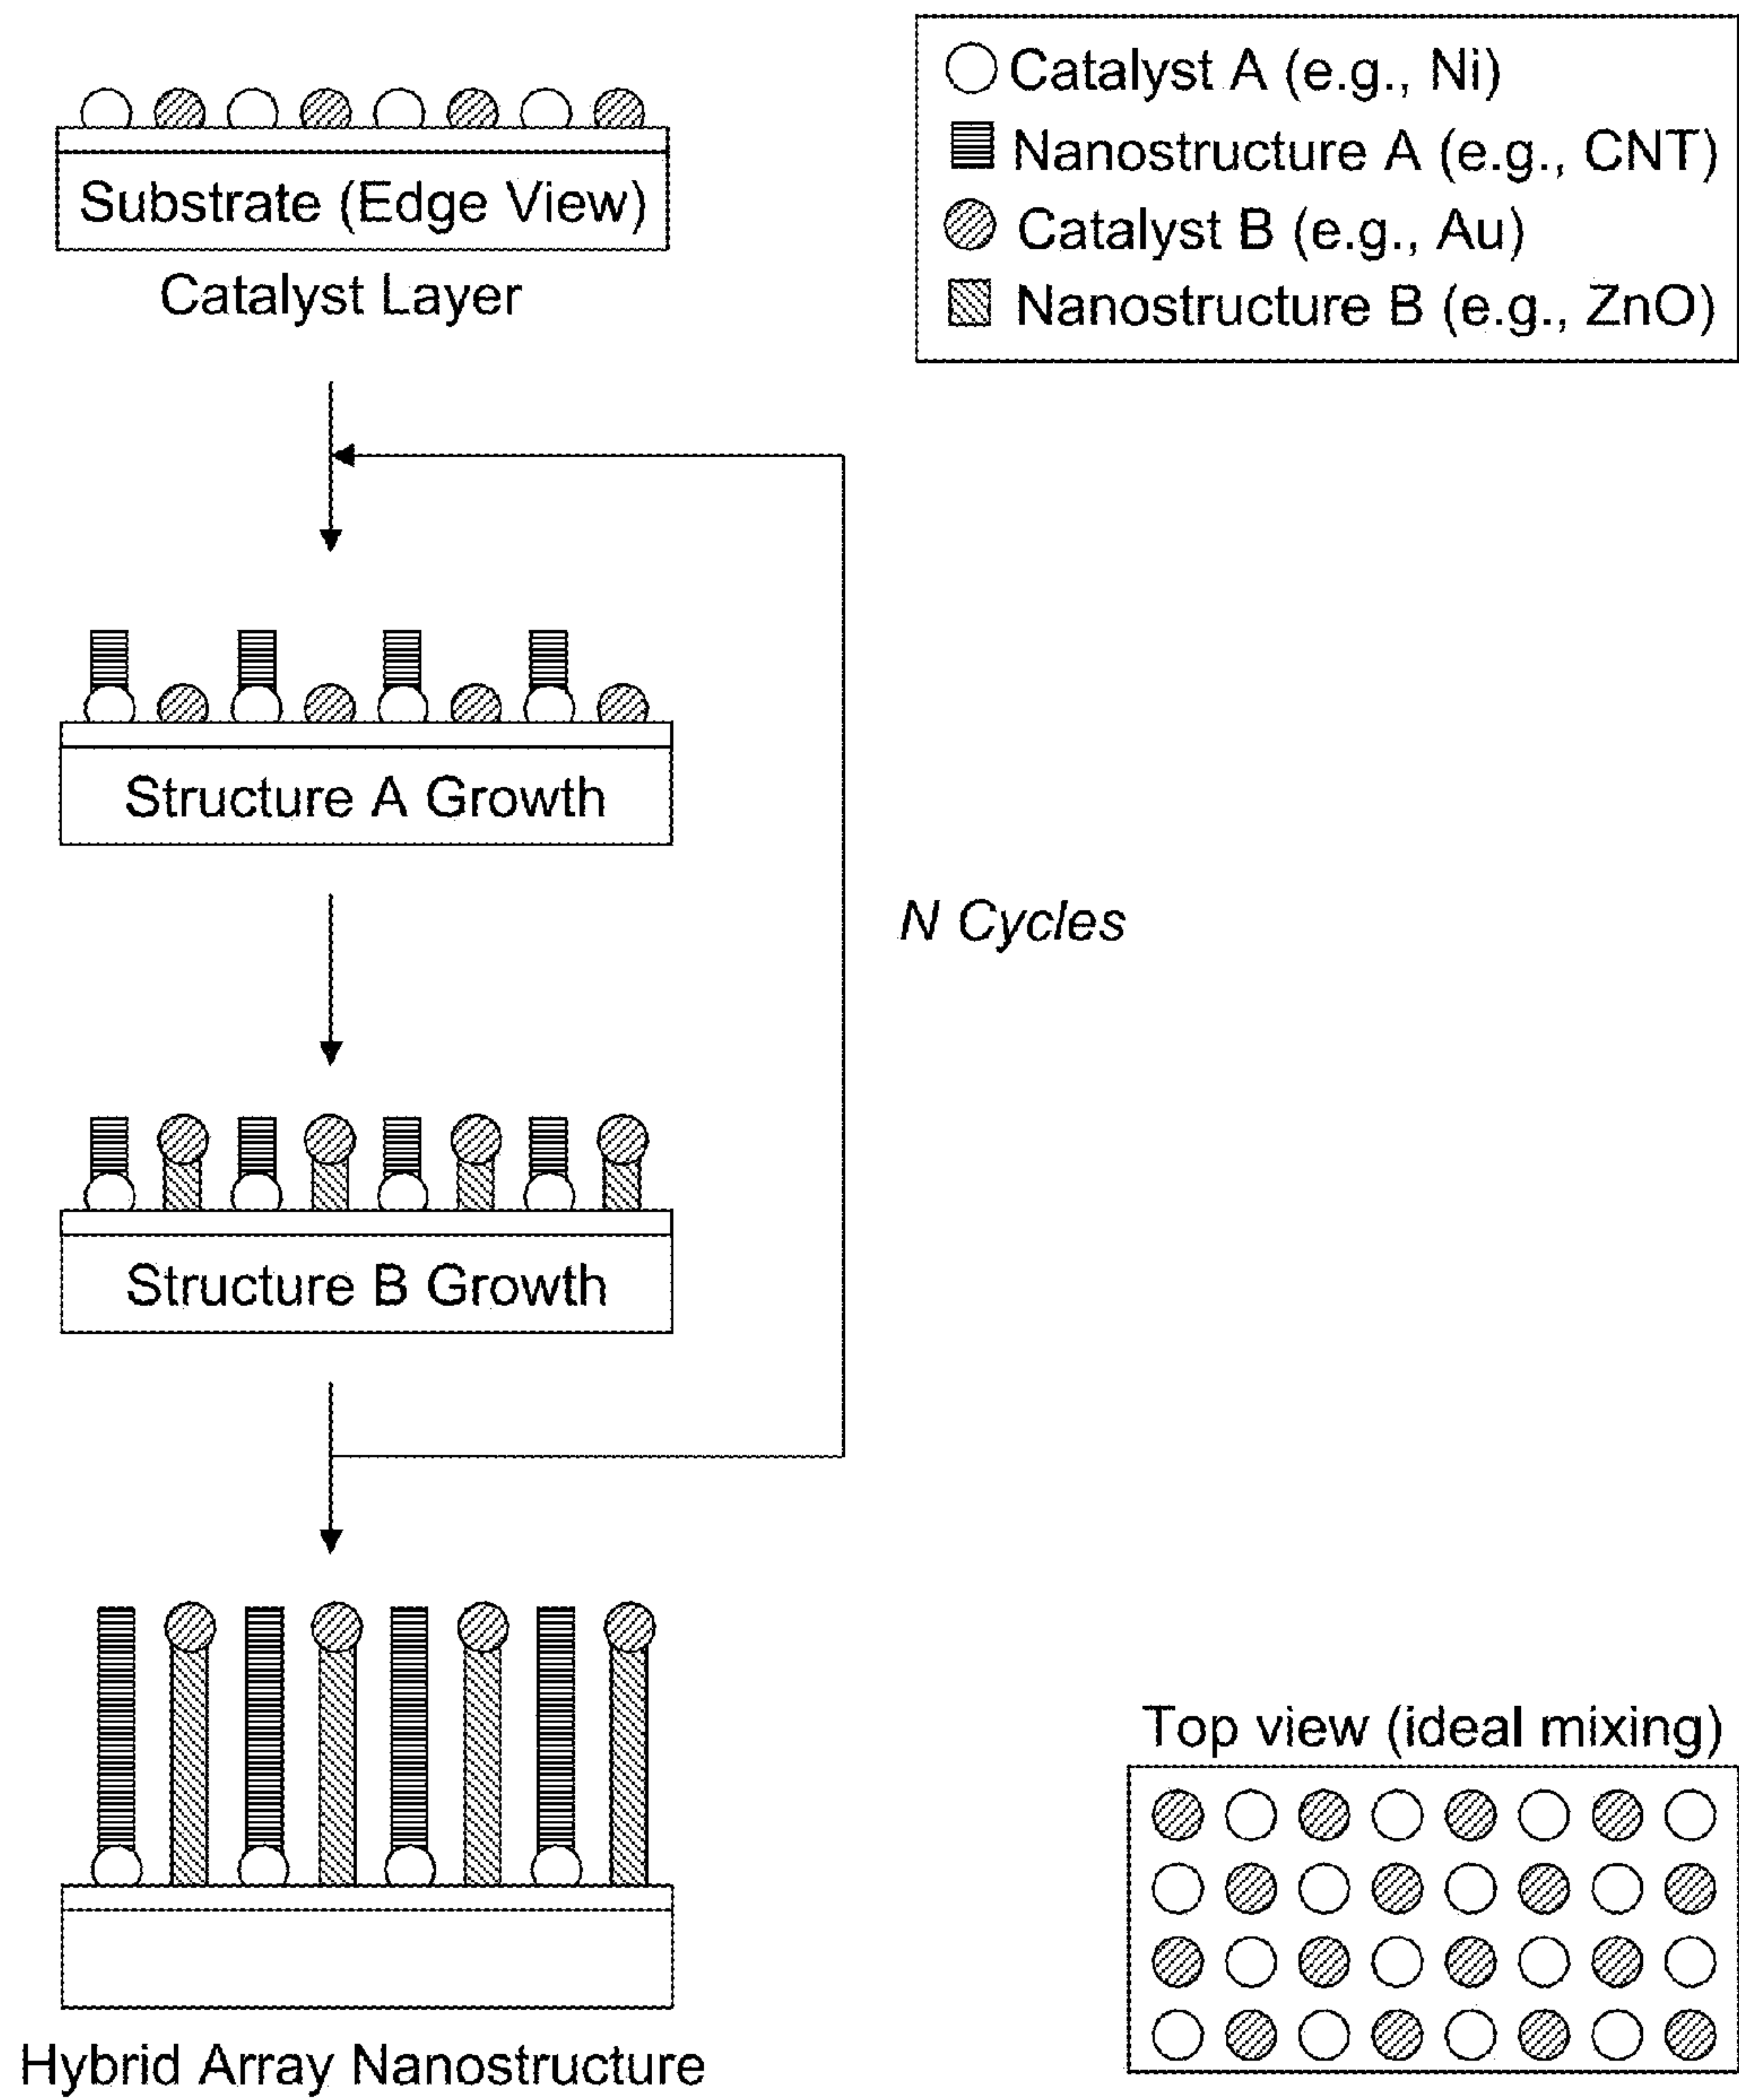 Catalyst A (e.g., Ni)
Nanostructure A (e.g., CNT)
Catalyst B (e.g., Au)
Nanostructure B (e.g., ZnO)
Substrate (Edge View)
Catalyst Layer
Structure A Growth
N Cycles
Structure B Growth
Hybrid Array Nanostructure
Top view (ideal mixing)